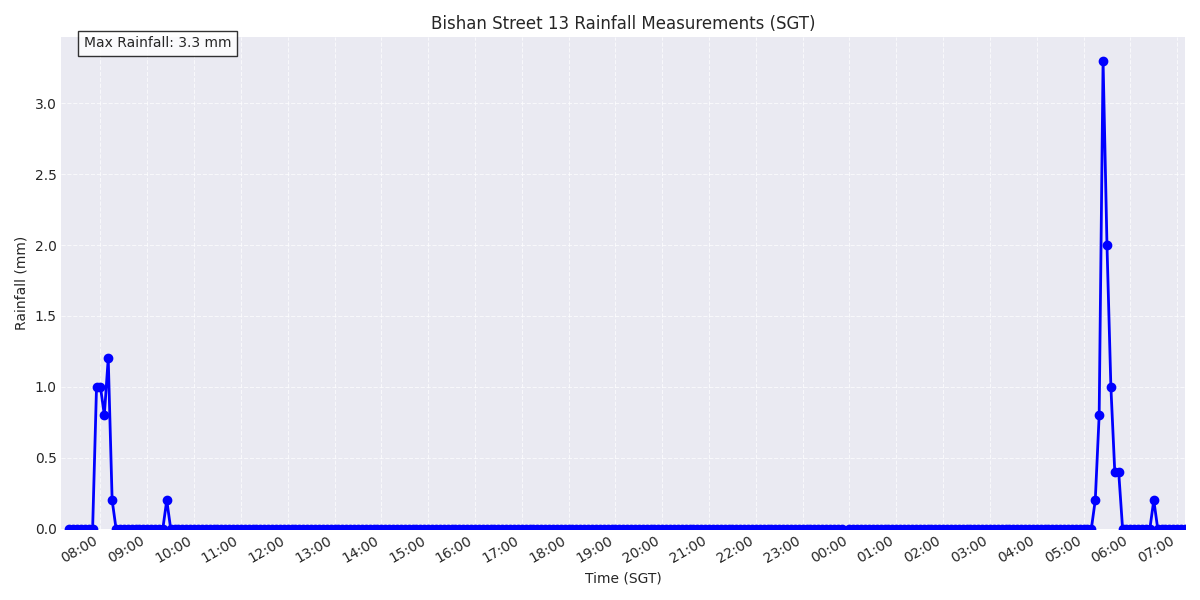 Bishan Street 13 Rainfall Measurements (SGT)
Max Rainfall: 3.3 mm
Rainfall (mm)
3.0
2.5
2.0
1.5
1.0
0.5
0.0
08:00 09:00 10:00 11:00 12:00 13:00 14:00 15:00 16:00 17:00 18:00 19:00 20:00 21:00 22:00 23:00 00:00 01:00 02:00 03:00 04:00 05:00 06:00 07:00
Time (SGT)